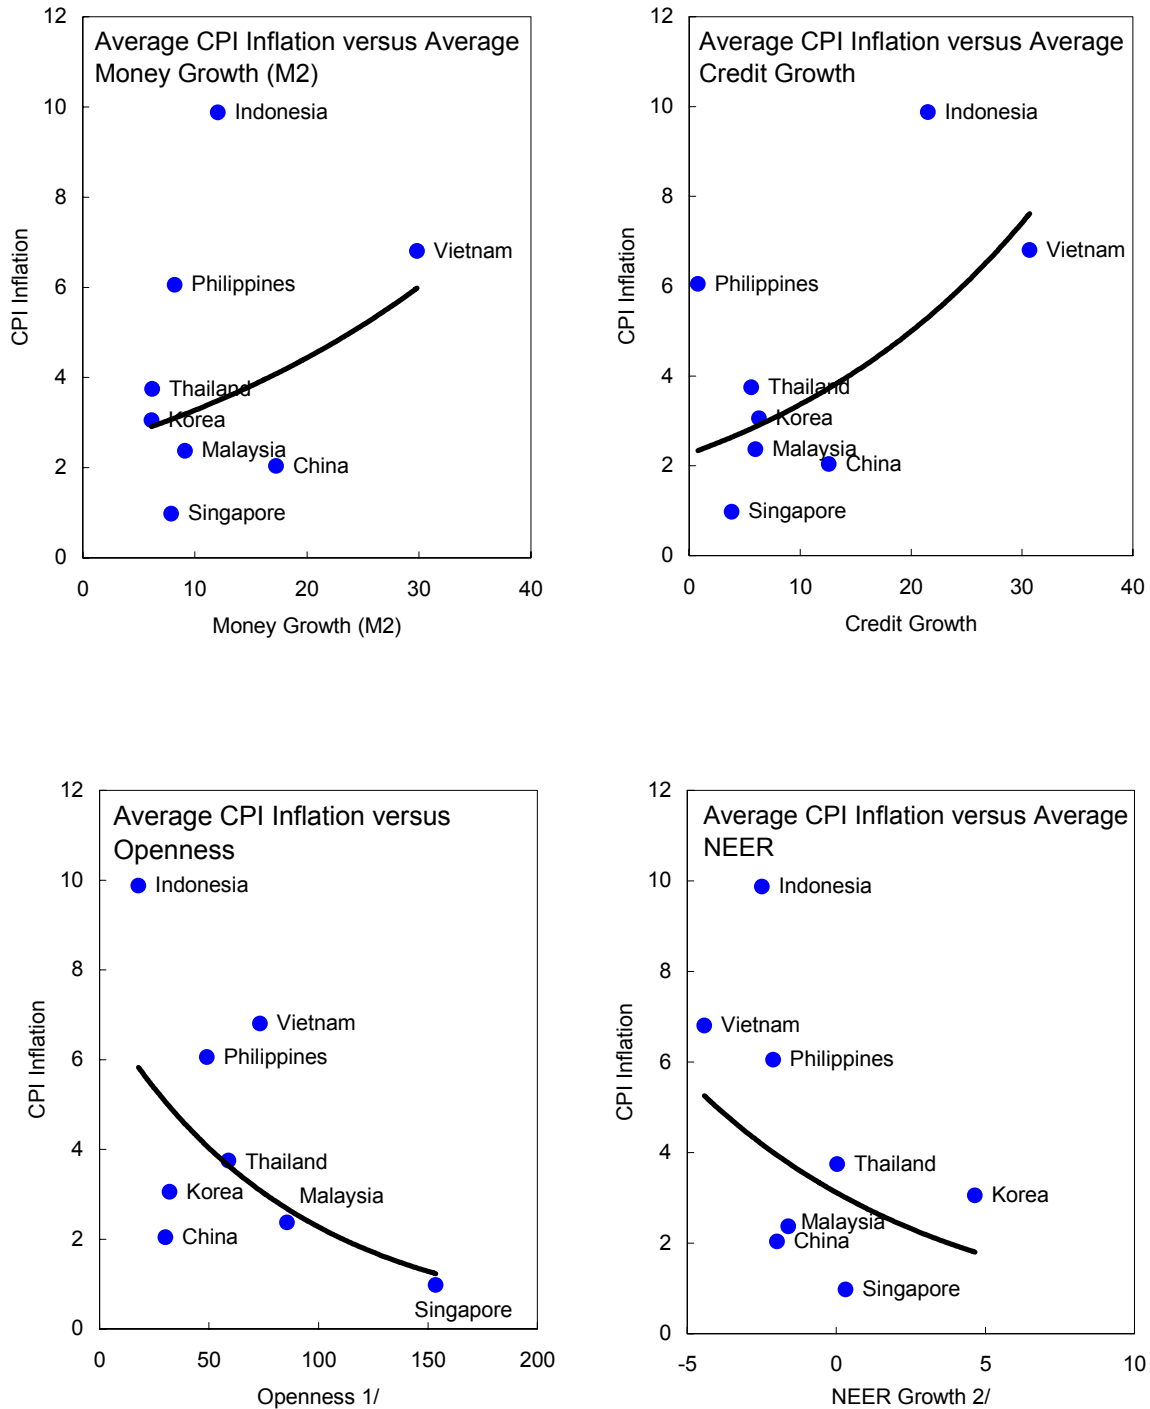 Average CPI Inflation versus Average
Money Growth (M2)
12
10
8
6
4
2
0
CPI Inflation
Indonesia
Vietnam
Philippines
Thailand
Korea
Malaysia
China
Singapore
0 10 20 30 40
Money Growth (M2)
Average CPI Inflation versus Average
Credit Growth
12
10
8
6
4
2
0
CPI Inflation
Indonesia
Vietnam
Philippines
Thailand
Korea
Malaysia
China
Singapore
0 10 20 30 40
Credit Growth
Average CPI Inflation versus
Openness
12
10
8
6
4
2
0
CPI Inflation
Indonesia
Vietnam
Philippines
Thailand
Korea
Malaysia
China
Singapore
0 50 100 150 200
Openness 1/
Average CPI Inflation versus Average
NEER
12
10
8
6
4
2
0
CPI Inflation
Indonesia
Vietnam
Philippines
Thailand
Korea
Malaysia
China
Singapore
-5 0 5 10
NEER Growth 2/